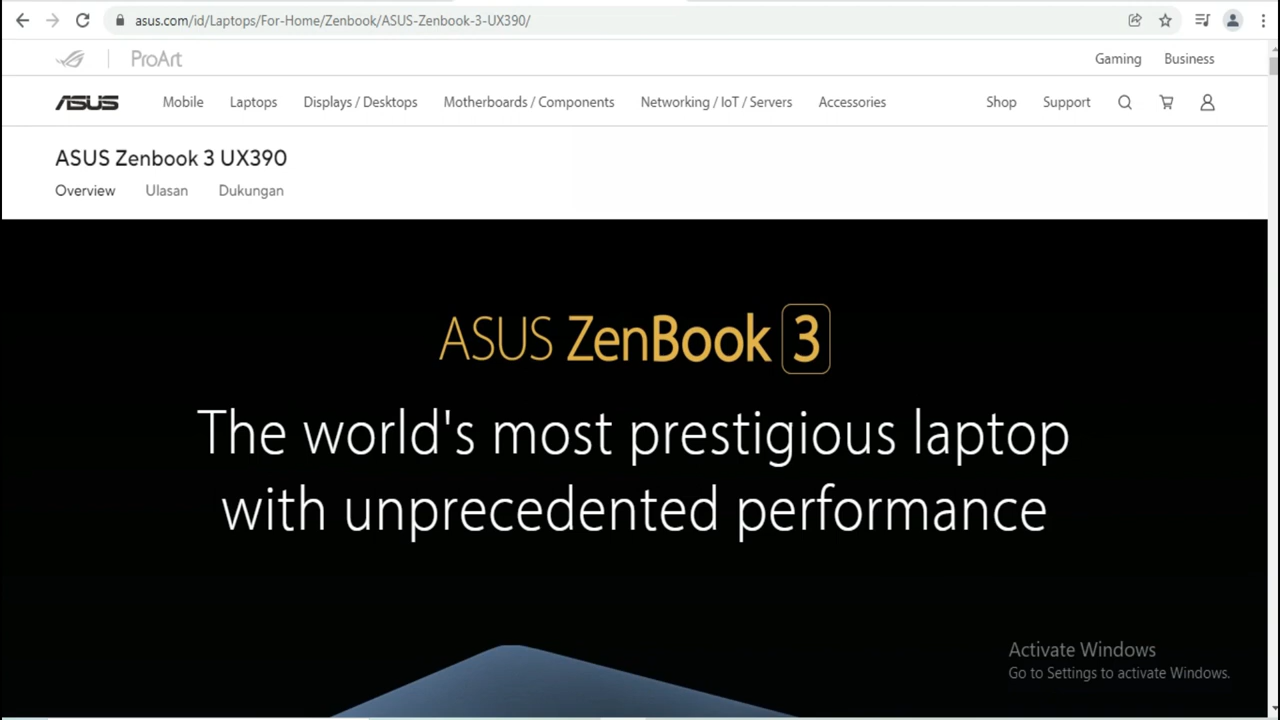 asus.com/id/Laptops/For-Home/Zenbook/ASUS-Zenbook-3-UX390/
ProArt
Gaming Business
ASUS Mobile Laptops Displays / Desktops Motherboards / Components Networking / IoT / Servers Accessories Shop Support
ASUS Zenbook 3 UX390
Overview Ulasan Dukungan
ASUS ZenBook 3
The world's most prestigious laptop
with unprecedented performance
Activate Windows
Go to Settings to activate Windows.